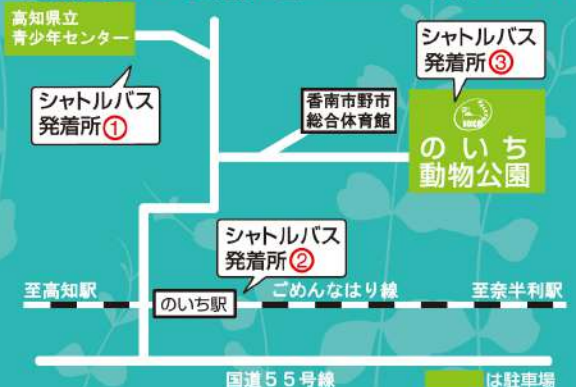 高知県立
青少年センター
シャトルバス
発着所①
シャトルバス
発着所③
香南市野市
総合体育館
のいち
動物公園
シャトルバス
発着所②
至高知駅
のいち駅
ごめんなはり線
至奈半利駅
国道55号線
は駐車場